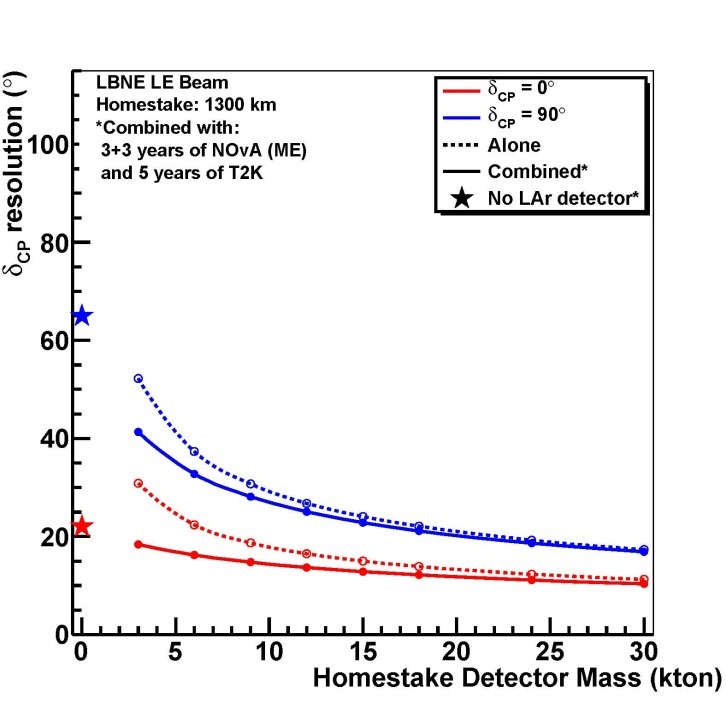 LBNE LE Beam
Homestake: 1300 km
*Combined with:
3+3 years of NOvA (ME)
and 5 years of T2K
δCP = 0°
δCP = 90°
Alone
Combined*
No LAr detector*
δCP resolution (°)
100
80
60
40
20
0
0 5 10 15 20 25 30
Homestake Detector Mass (kton)